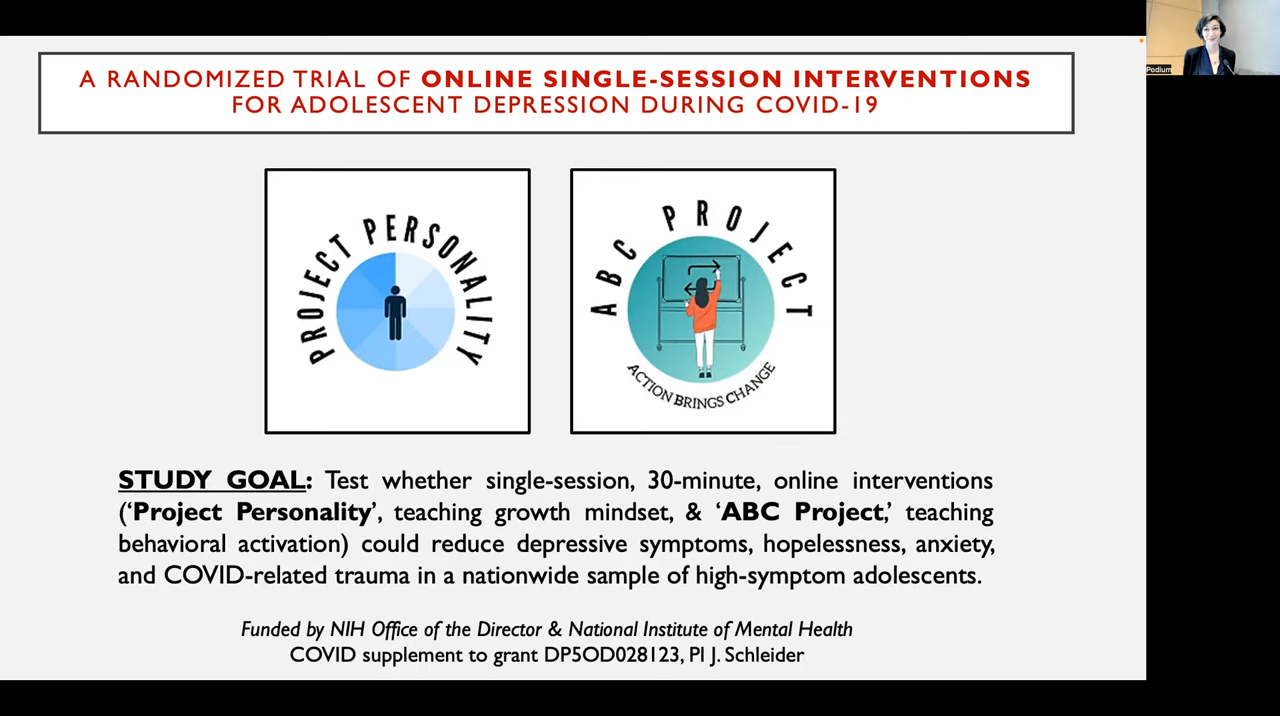 A RANDOMIZED TRIAL OF ONLINE SINGLE-SESSION INTERVENTIONS
FOR ADOLESCENT DEPRESSION DURING COVID-19
Podium
PROJECT PERSONALITY
ABC PROJECT
ACTION BRINGS CHANGE
STUDY GOAL: Test whether single-session, 30-minute, online interventions
(‘Project Personality’, teaching growth mindset, & ‘ABC Project,’ teaching
behavioral activation) could reduce depressive symptoms, hopelessness, anxiety,
and COVID-related trauma in a nationwide sample of high-symptom adolescents.
Funded by NIH Office of the Director & National Institute of Mental Health
COVID supplement to grant DP5OD028123, PI J. Schleider